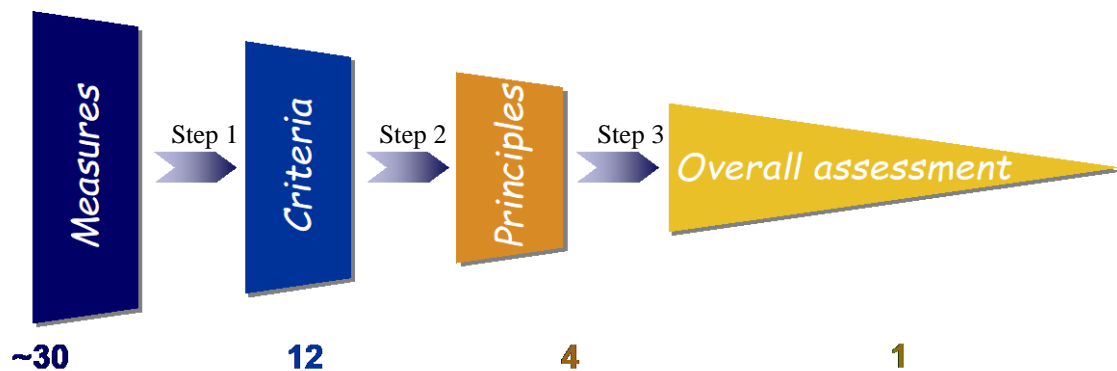 Measures
Step 1
Criteria
Step 2
Principles
Step 3
Overall assessment
~30
12
4
1